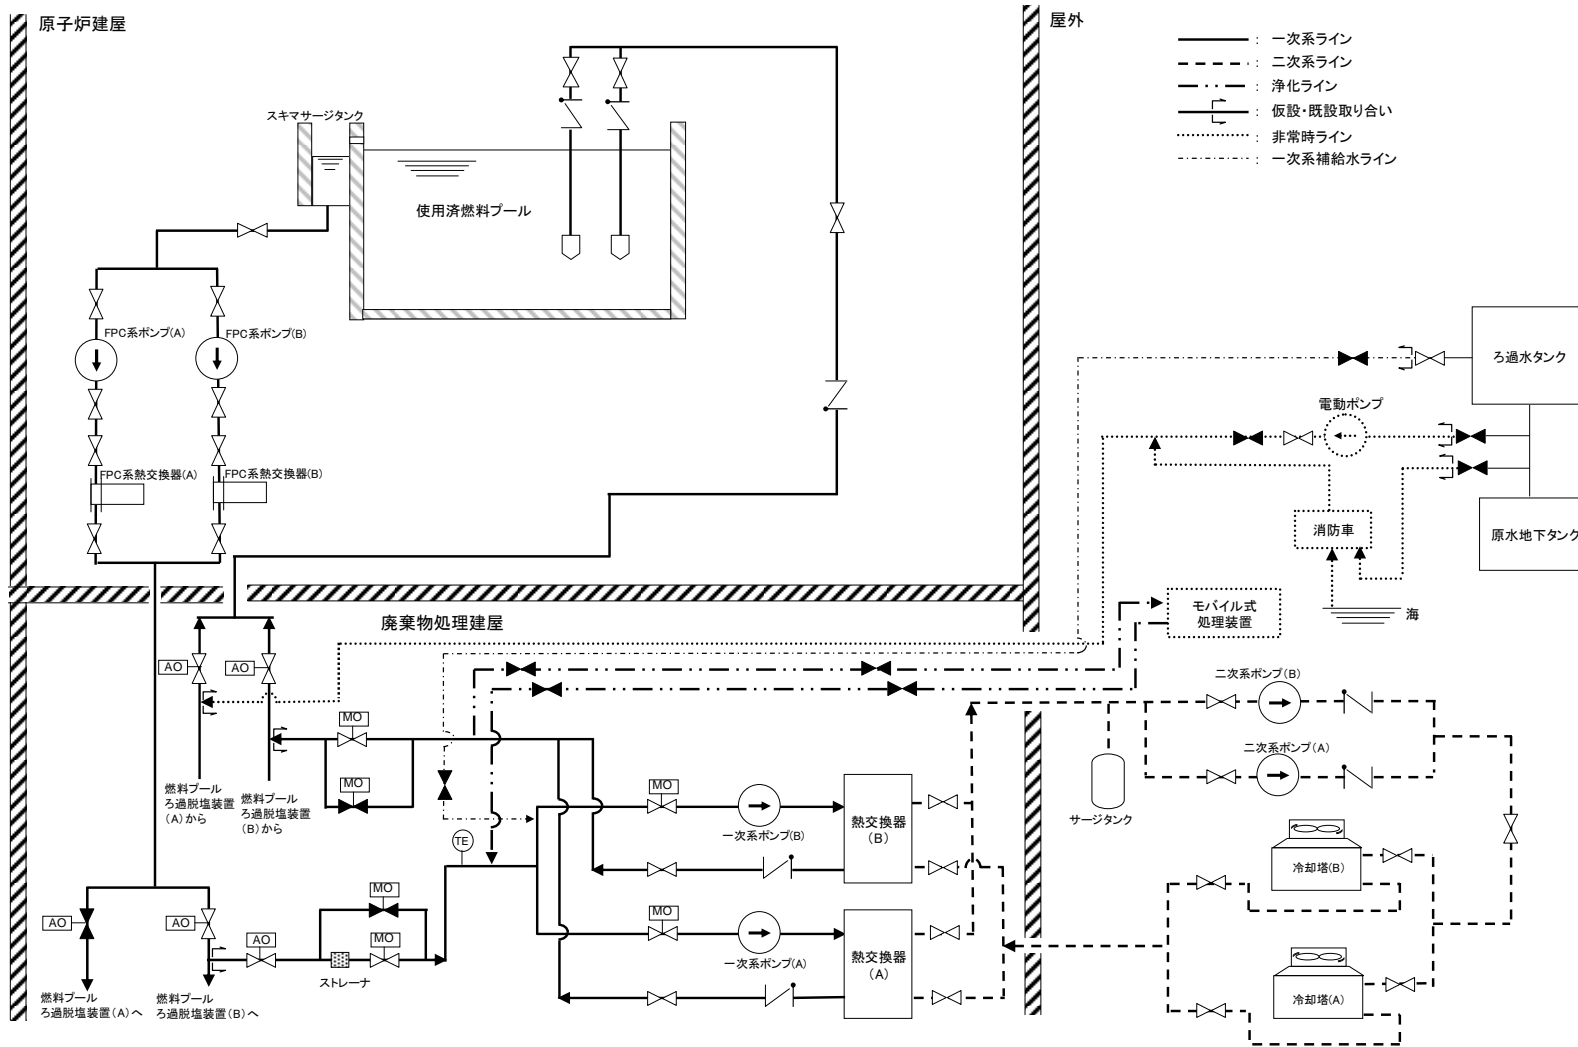 原子炉建屋
屋外
： 一次系ライン
： 二次系ライン
： 浄化ライン
： 仮設・既設取り合い
： 非常時ライン
： 一次系補給水ライン
スキマサージタンク
使用済燃料プール
FPC系ポンプ(A)
FPC系ポンプ(B)
ろ過水タンク
電動ポンプ
FPC系熱交換器(A)
FPC系熱交換器(B)
消防車
原水地下タンク
海
モバイル式
処理装置
廃棄物処理建屋
AO
AO
二次系ポンプ(B)
MO
二次系ポンプ(A)
MO
燃料プール
ろ過脱塩装置
(A)から
燃料プール
ろ過脱塩装置
(B)から
MO
サージタンク
TE
一次系ポンプ(B)
熱交換器
(B)
冷却塔(B)
MO
MO
AO
AO
AO
MO
一次系ポンプ(A)
熱交換器
(A)
ストレーナ
燃料プール
ろ過脱塩装置(A)へ
燃料プール
ろ過脱塩装置(B)へ
冷却塔(A)